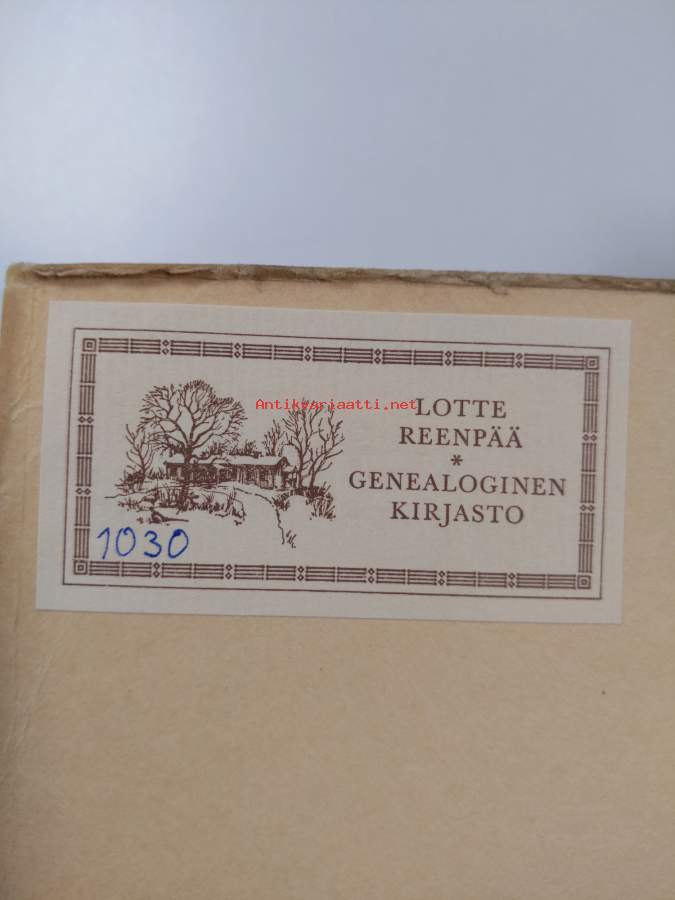 Antikvariaatti.net
LOTTE
REENPÄÄ
*
GENEALOGINEN
KIRJASTO
1030